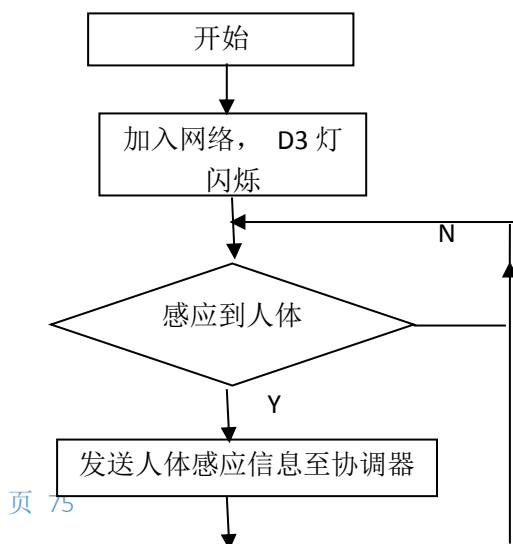 开始
加入网络， D3 灯
闪烁
N
感应到人体
Y
发送人体感应信息至协调器
页 75